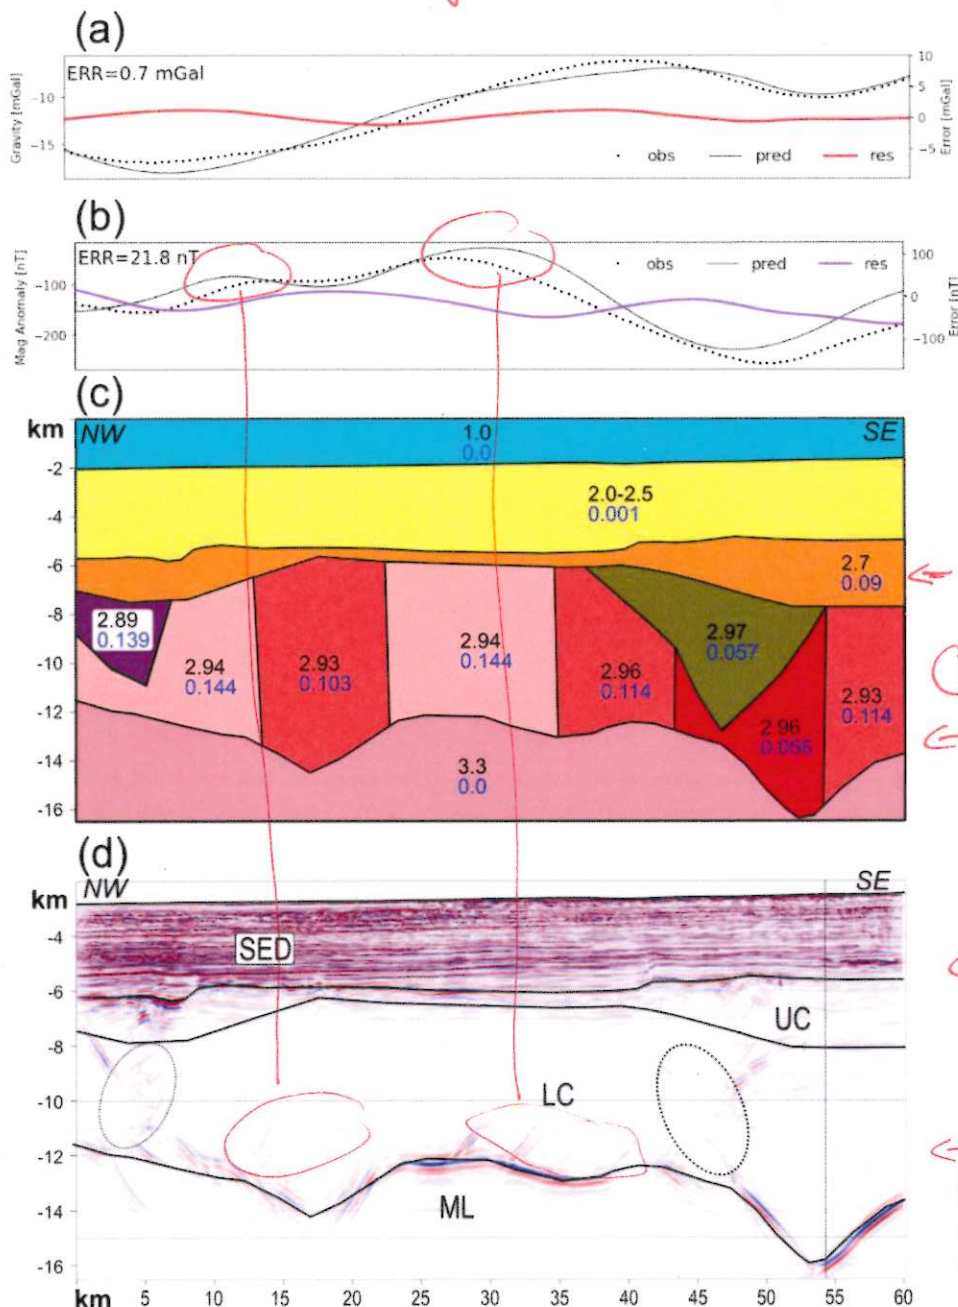 (a)
ERR=0.7 mGal
Gravity [mGal]
−10
−15
10
5
0
−5
Error [mGal]
obs pred res
(b)
ERR=21.8 nT
Mag Anomaly [nT]
−100
−200
100
0
−100
Error [nT]
obs pred res
(c)
km NW SE
1.0
0.0
-2
2.0-2.5
0.001
-4
-6
2.7
0.09
-8
2.89
0.139
2.94
0.144
2.93
0.103
2.94
0.144
2.96
0.114
2.97
0.057
2.96
2.93
0.114
-10
-12
-14
3.3
0.0
-16
(d)
NW SE
km
-4
SED
-6
UC
-8
-10
LC
-12
ML
-14
-16
km 5 10 15 20 25 30 35 40 45 50 55 60